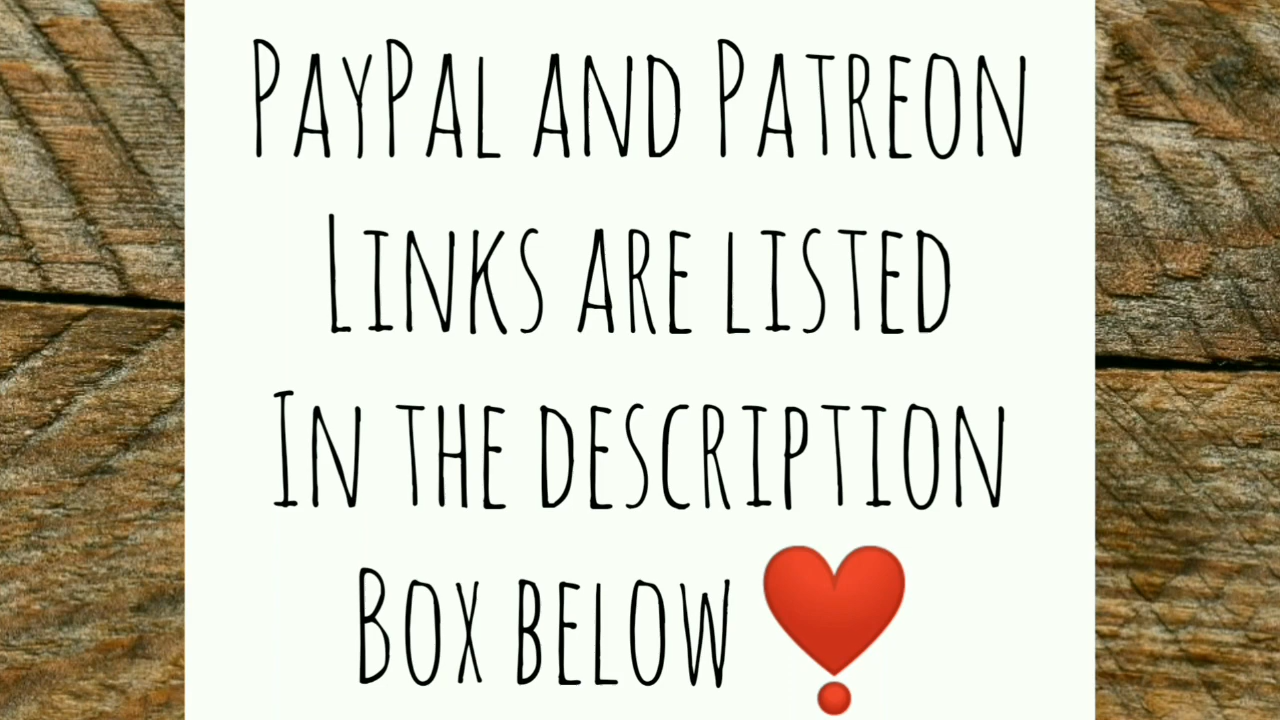 PayPal and Patreon
Links are listed
In the description
Box below ❣️